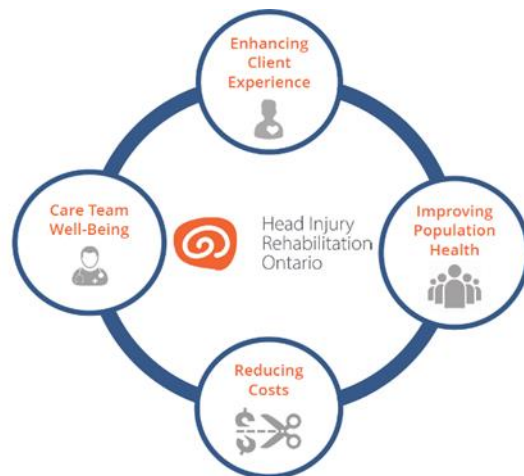 Enhancing
Client
Experience
Care Team
Well-Being
Head Injury
Rehabilitation
Ontario
Improving
Population
Health
Reducing
Costs